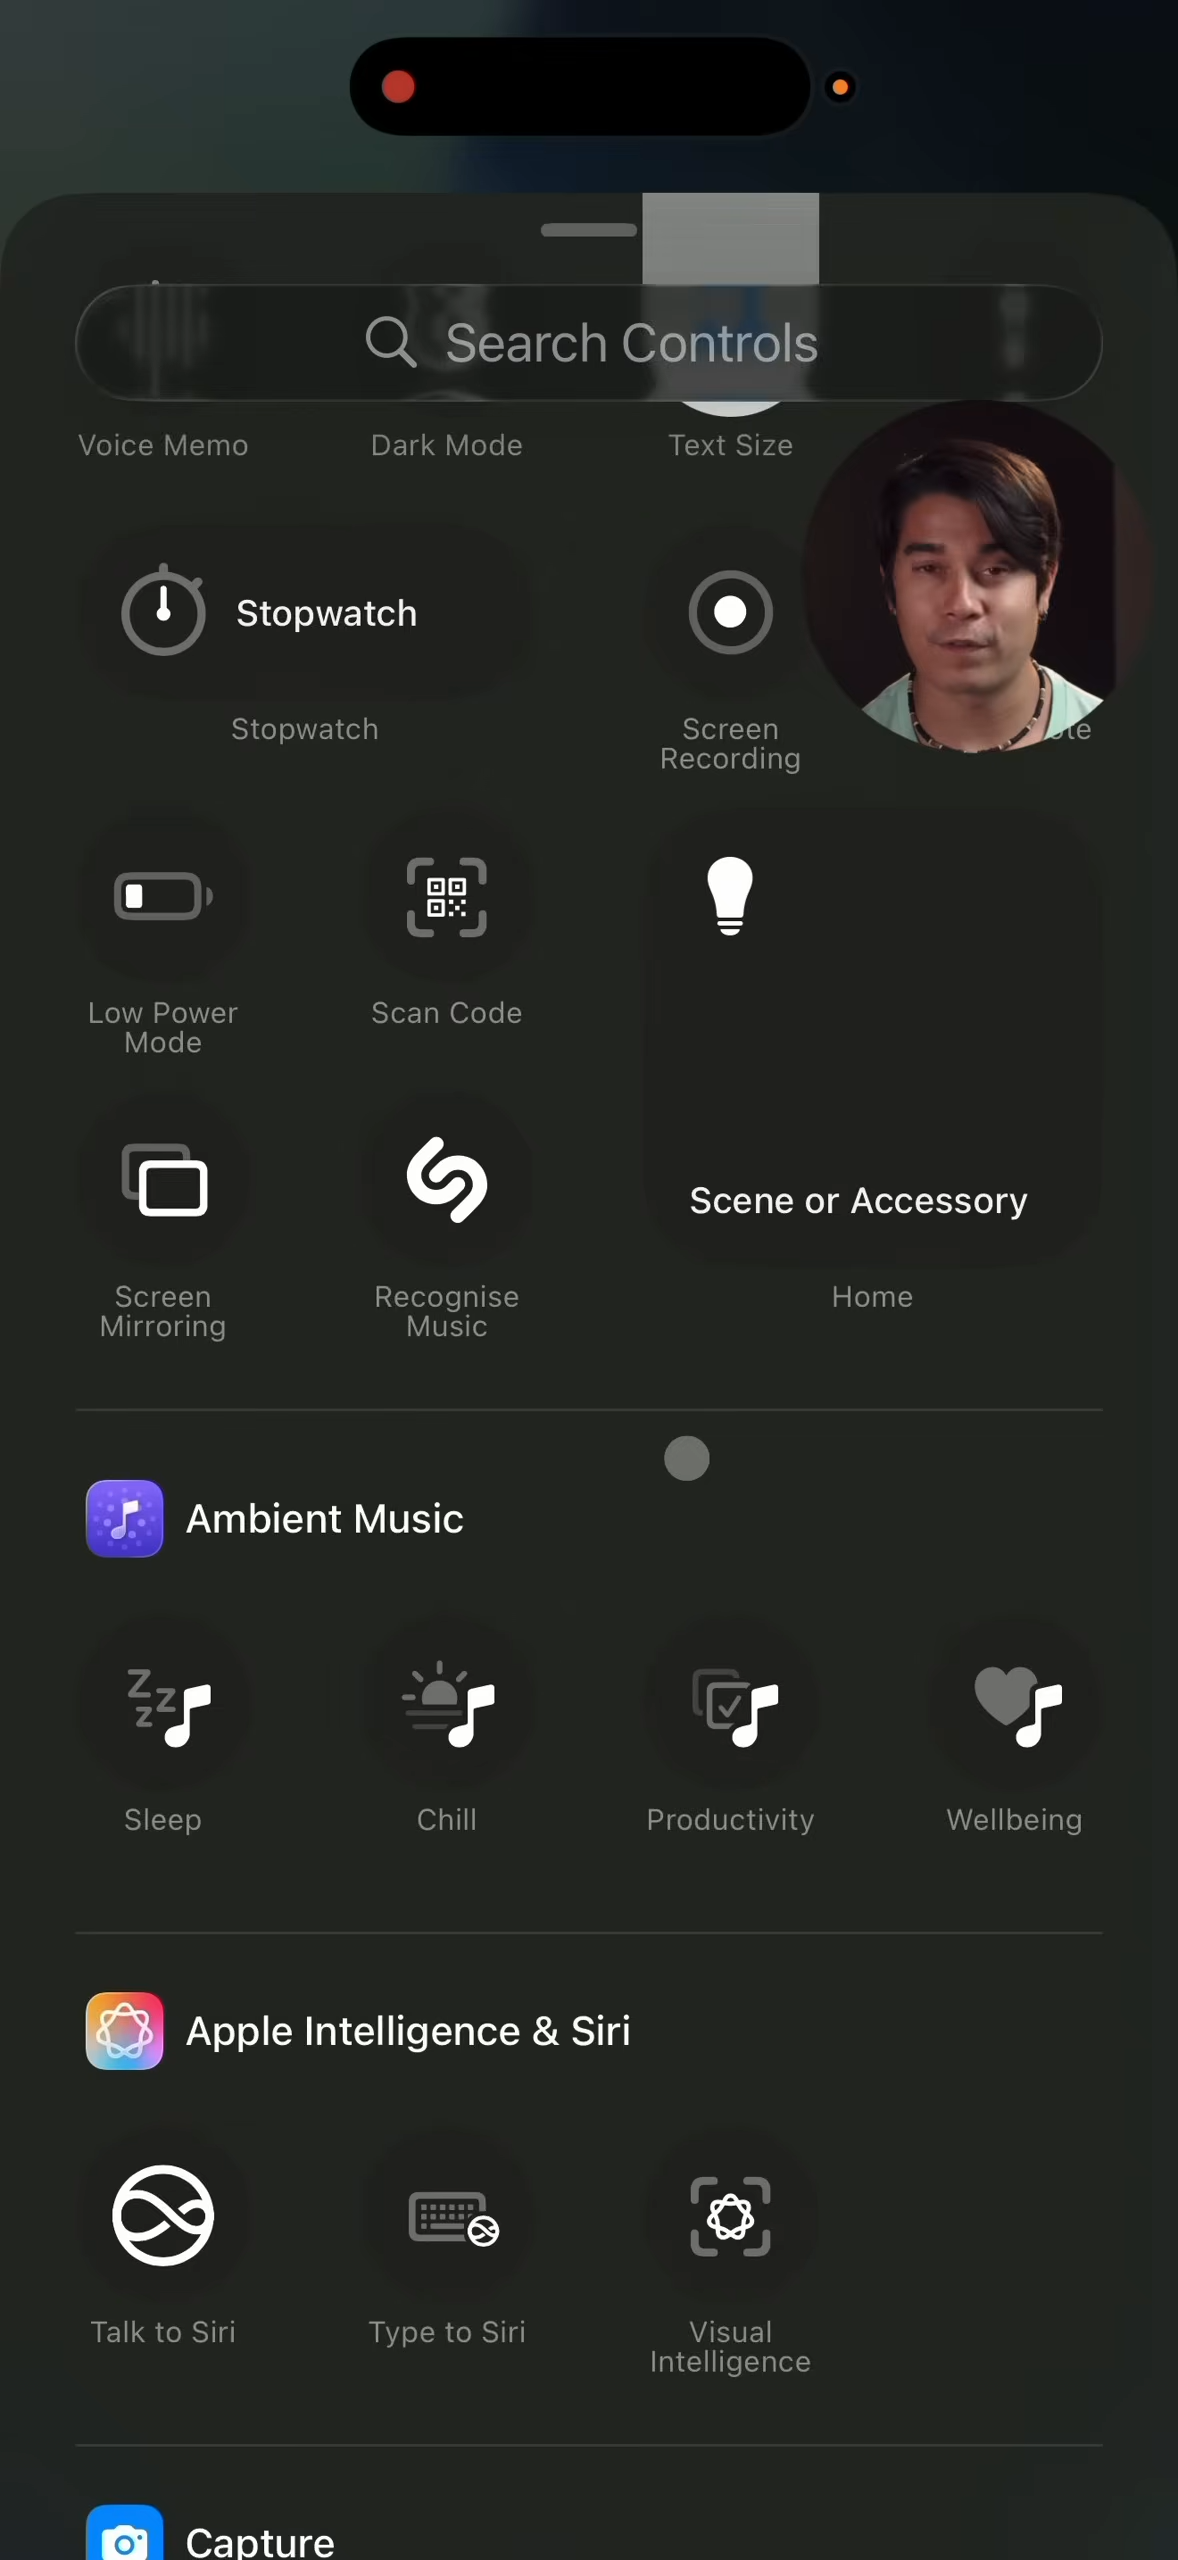 Search Controls
Voice Memo
Dark Mode
Text Size
Stopwatch
Stopwatch
Screen
Recording
Low Power
Mode
Scan Code
Scene or Accessory
Screen
Mirroring
Recognise
Music
Home
Ambient Music
Sleep
Chill
Productivity
Wellbeing
Apple Intelligence & Siri
Talk to Siri
Type to Siri
Visual
Intelligence
Capture